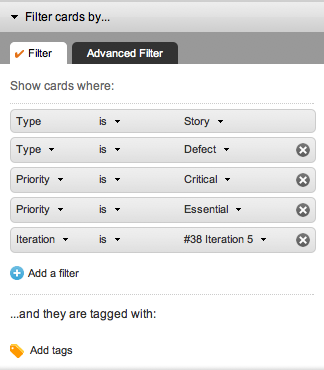 Filter cards by...
Filter Advanced Filter
Show cards where:
Type is Story
Type is Defect
Priority is Critical
Priority is Essential
Iteration is #38 Iteration 5
Add a filter
...and they are tagged with:
Add tags